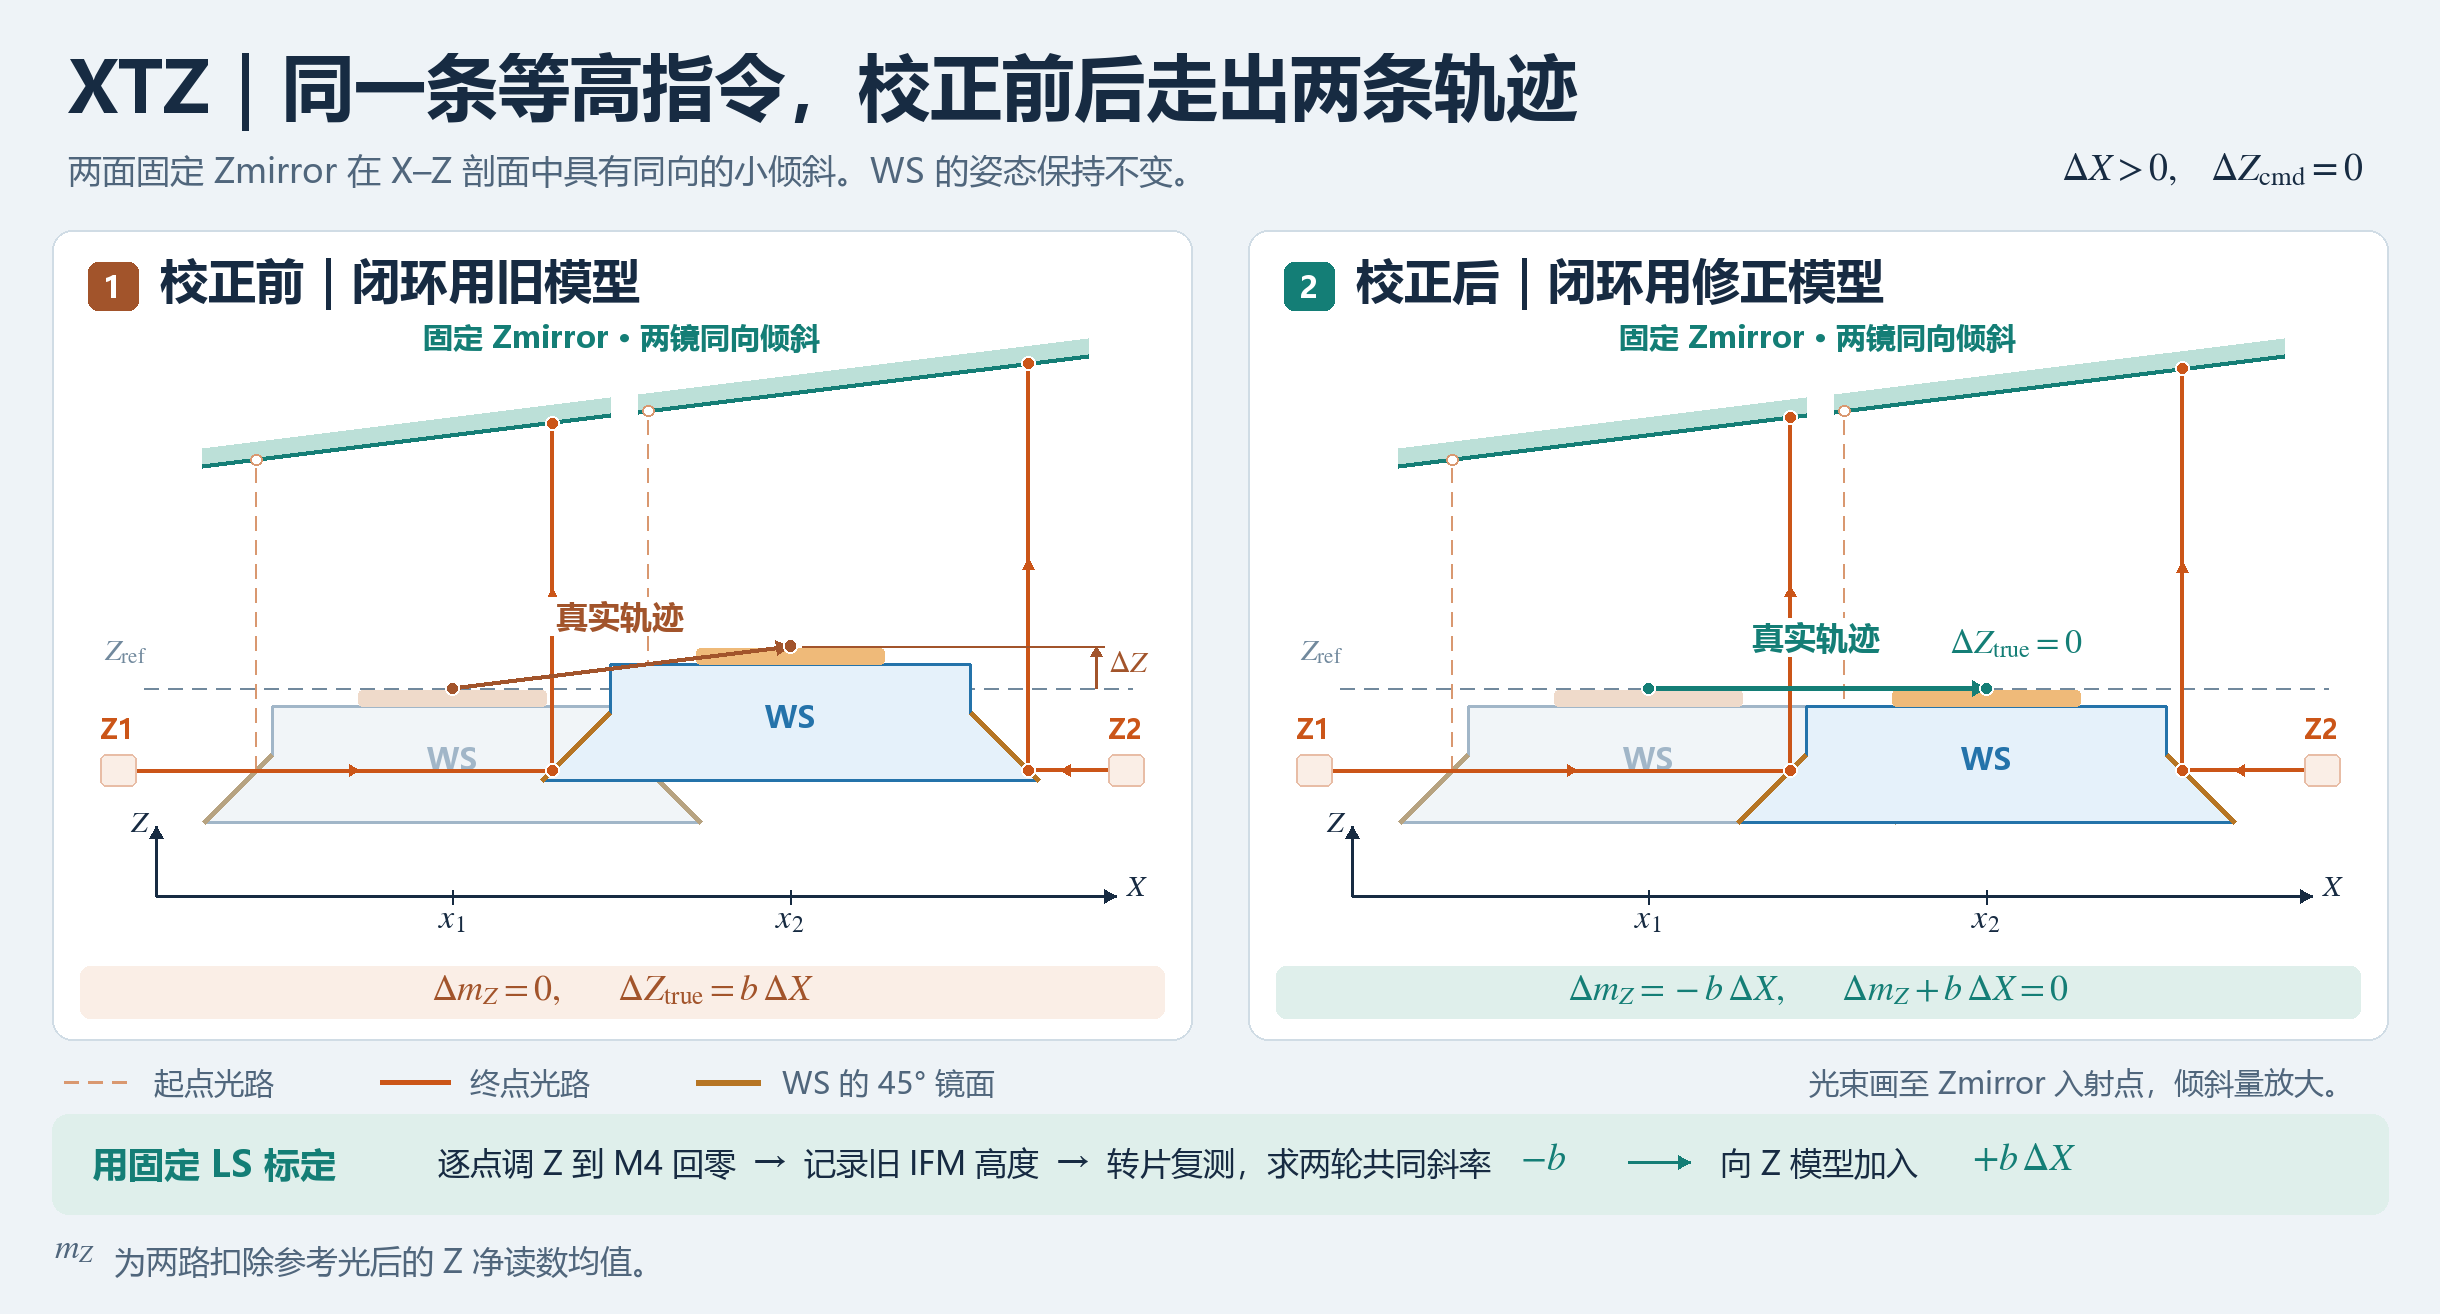 XTZ｜同一条等高指令，校正前后走出两条轨迹
两面固定 Zmirror 在 X–Z 剖面中具有同向的小倾斜。WS 的姿态保持不变。
ΔX > 0, ΔZcmd = 0
1 校正前｜闭环用旧模型
固定 Zmirror · 两镜同向倾斜
真实轨迹
Zref
ΔZ
WS
WS
Z1
Z2
Z
X
x1
x2
ΔmZ = 0, ΔZtrue = b ΔX
2 校正后｜闭环用修正模型
固定 Zmirror · 两镜同向倾斜
真实轨迹
ΔZtrue = 0
Zref
WS
WS
Z1
Z2
Z
X
x1
x2
ΔmZ = − b ΔX, ΔmZ + b ΔX = 0
起点光路
终点光路
WS 的 45° 镜面
光束画至 Zmirror 入射点，倾斜量放大。
用固定 LS 标定 逐点调 Z 到 M4 回零 → 记录旧 IFM 高度 → 转片复测，求两轮共同斜率 −b → 向 Z 模型加入 +b ΔX
mZ 为两路扣除参考光后的 Z 净读数均值。